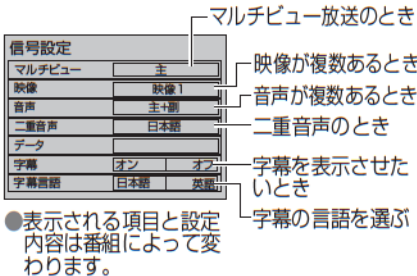 マルチビュー放送のとき
信号設定
マルチビュー 主
映像 映像1
映像が複数あるとき
音声 主+副
音声が複数あるとき
二重音声 日本語
二重音声のとき
データ
字幕 オン オフ
字幕を表示させた
いとき
字幕言語 日本語 英語
字幕の言語を選ぶ
●表示される項目と設定
内容は番組によって変
わります。